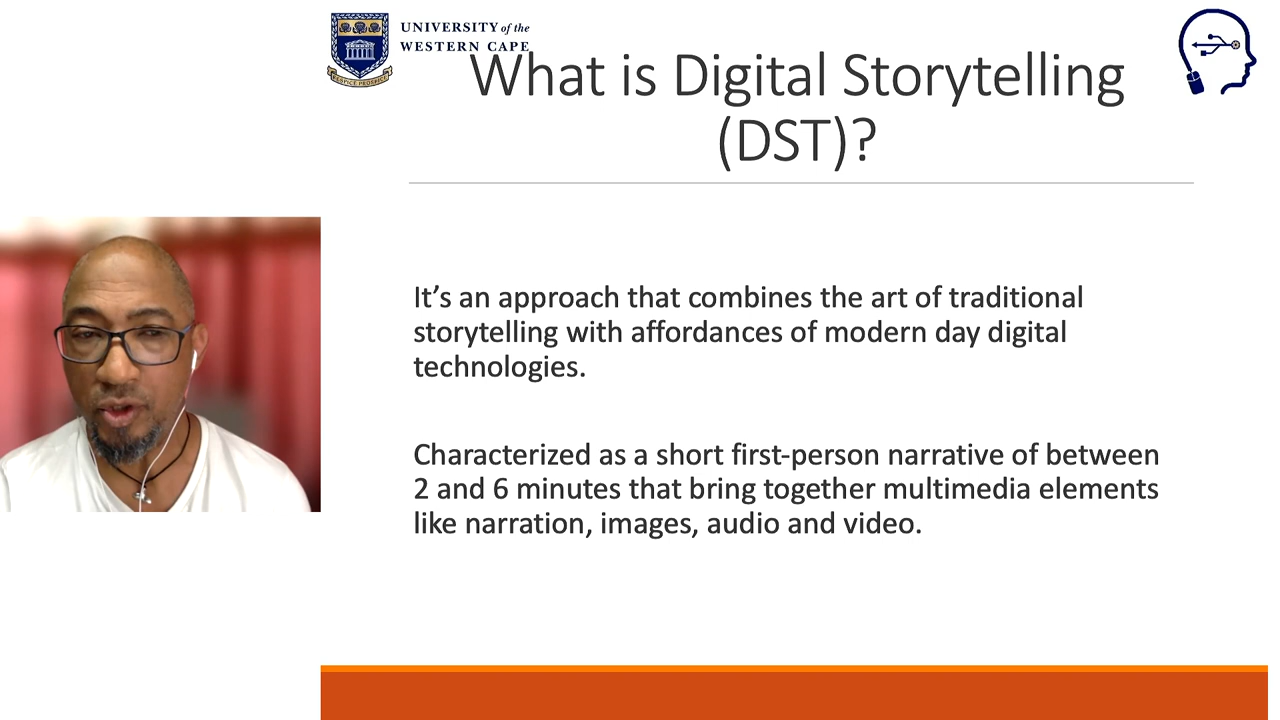 UNIVERSITY of the
WESTERN CAPE
What is Digital Storytelling
(DST)?
It’s an approach that combines the art of traditional
storytelling with affordances of modern day digital
technologies.
Characterized as a short first-person narrative of between
2 and 6 minutes that bring together multimedia elements
like narration, images, audio and video.